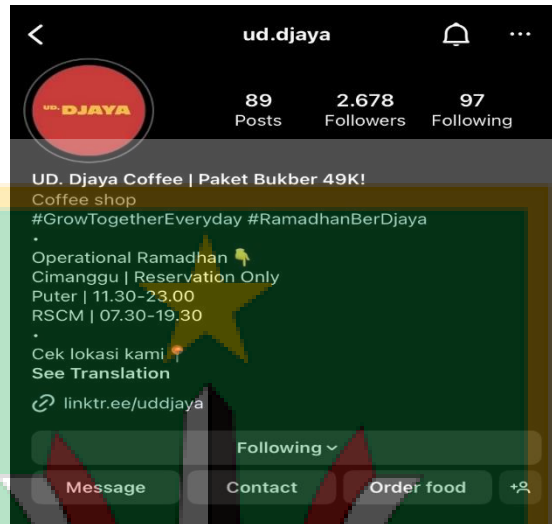 ud.djaya
UD. DJAYA
89 2.678 97
Posts Followers Following
UD. Djaya Coffee | Paket Bukber 49K!
Coffee shop
#GrowTogetherEveryday #RamadhanBerDjaya
.
Operational Ramadhan 👇
Cimanggu | Reservation Only
Puter | 11.30-23.00
RSCM | 07.30-19.30
.
Cek lokasi kami📍
See Translation
linktr.ee/uddjaya
Following
Message Contact Order food